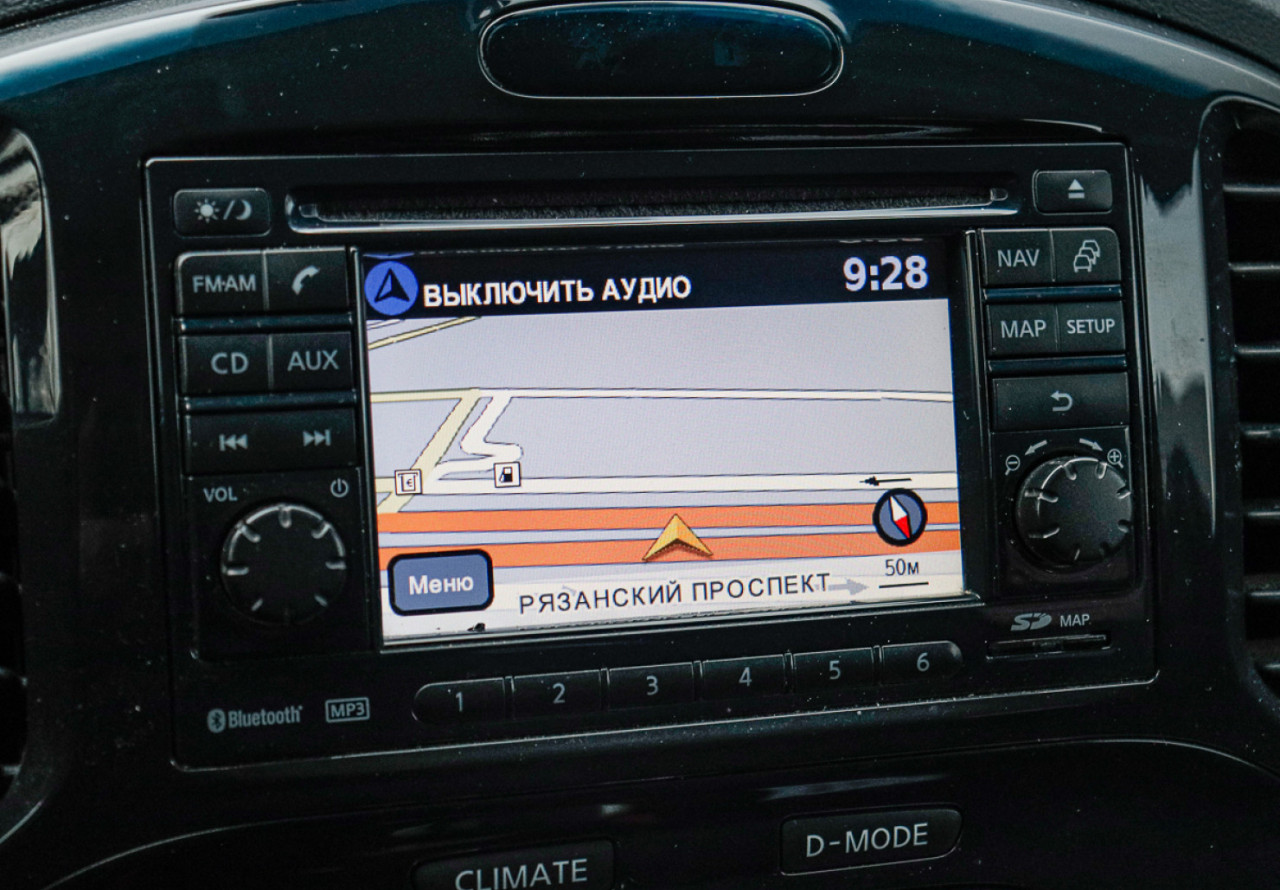 FM·AM
CD AUX
VOL
ВЫКЛЮЧИТЬ АУДИО 9:28
Меню
РЯЗАНСКИЙ ПРОСПЕКТ
50м
NAV
MAP SETUP
SD MAP
Bluetooth MP3
1 2 3 4 5 6
D-MODE
CLIMATE